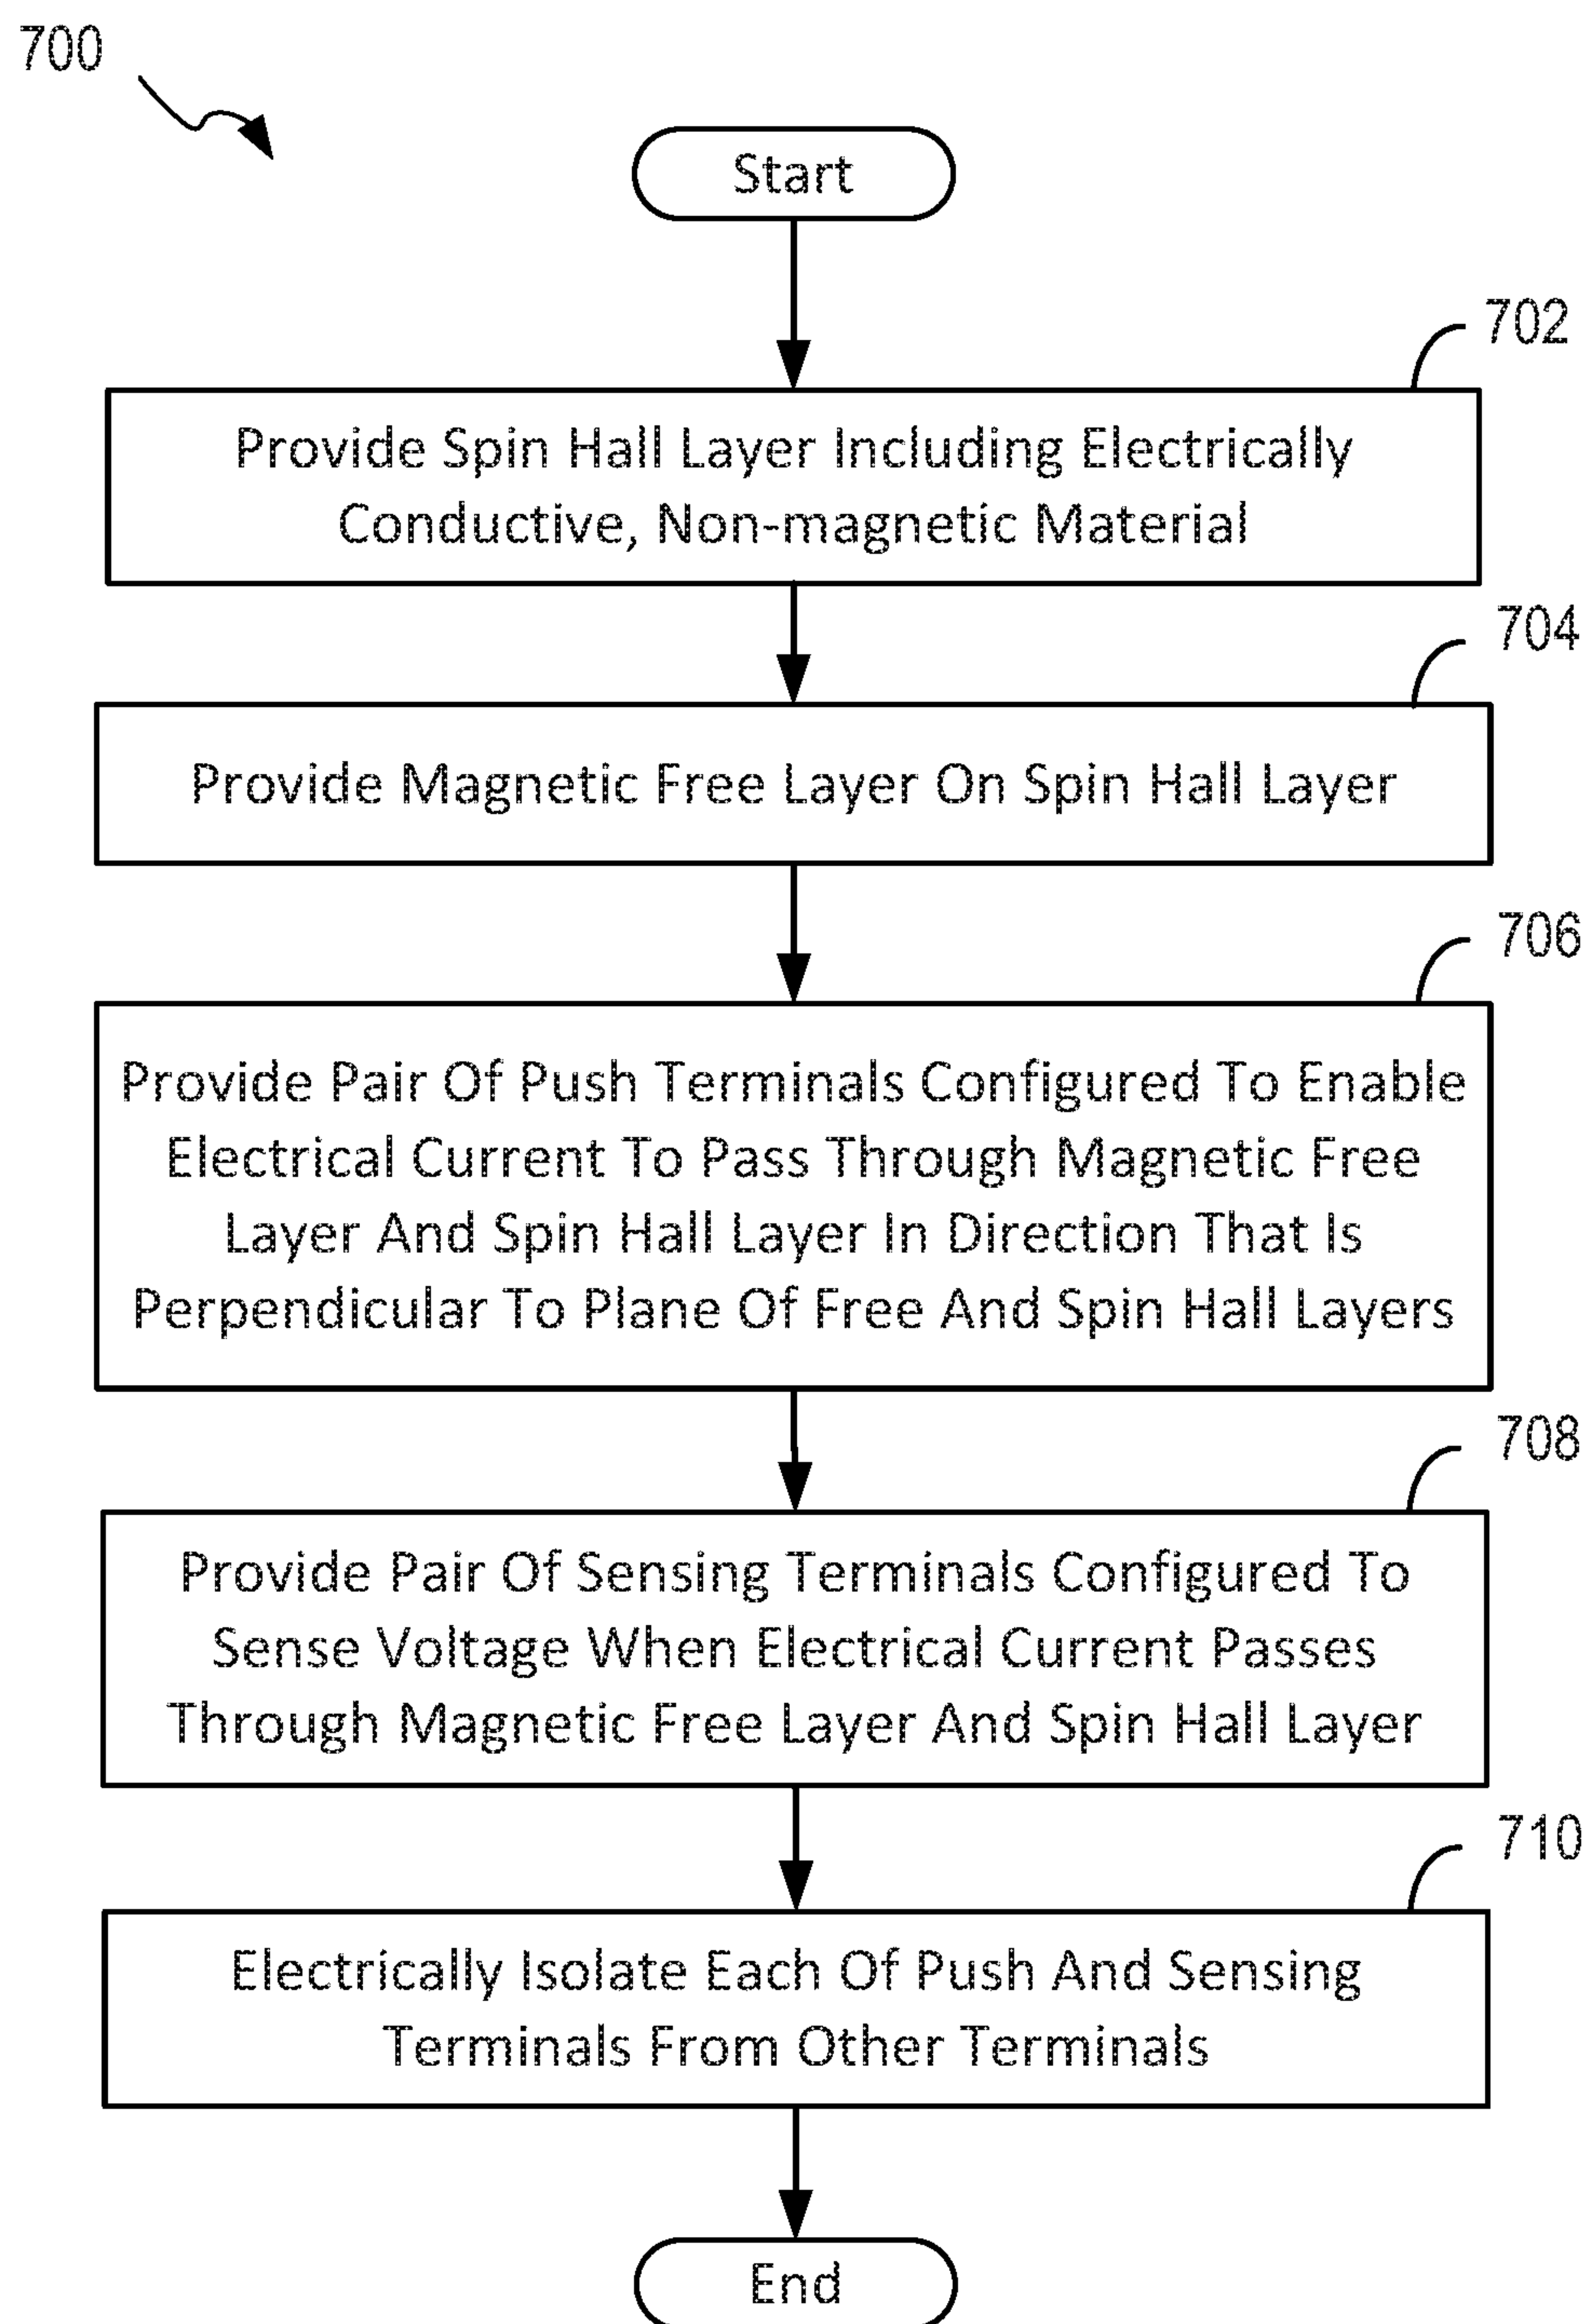 700
Start
702
Provide Spin Hall Layer Including Electrically
Conductive, Non-magnetic Material
704
Provide Magnetic Free Layer On Spin Hall Layer
706
Provide Pair Of Push Terminals Configured To Enable
Electrical Current To Pass Through Magnetic Free
Layer And Spin Hall Layer In Direction That Is
Perpendicular To Plane Of Free And Spin Hall Layers
708
Provide Pair Of Sensing Terminals Configured To
Sense Voltage When Electrical Current Passes
Through Magnetic Free Layer And Spin Hall Layer
710
Electrically Isolate Each Of Push And Sensing
Terminals From Other Terminals
End